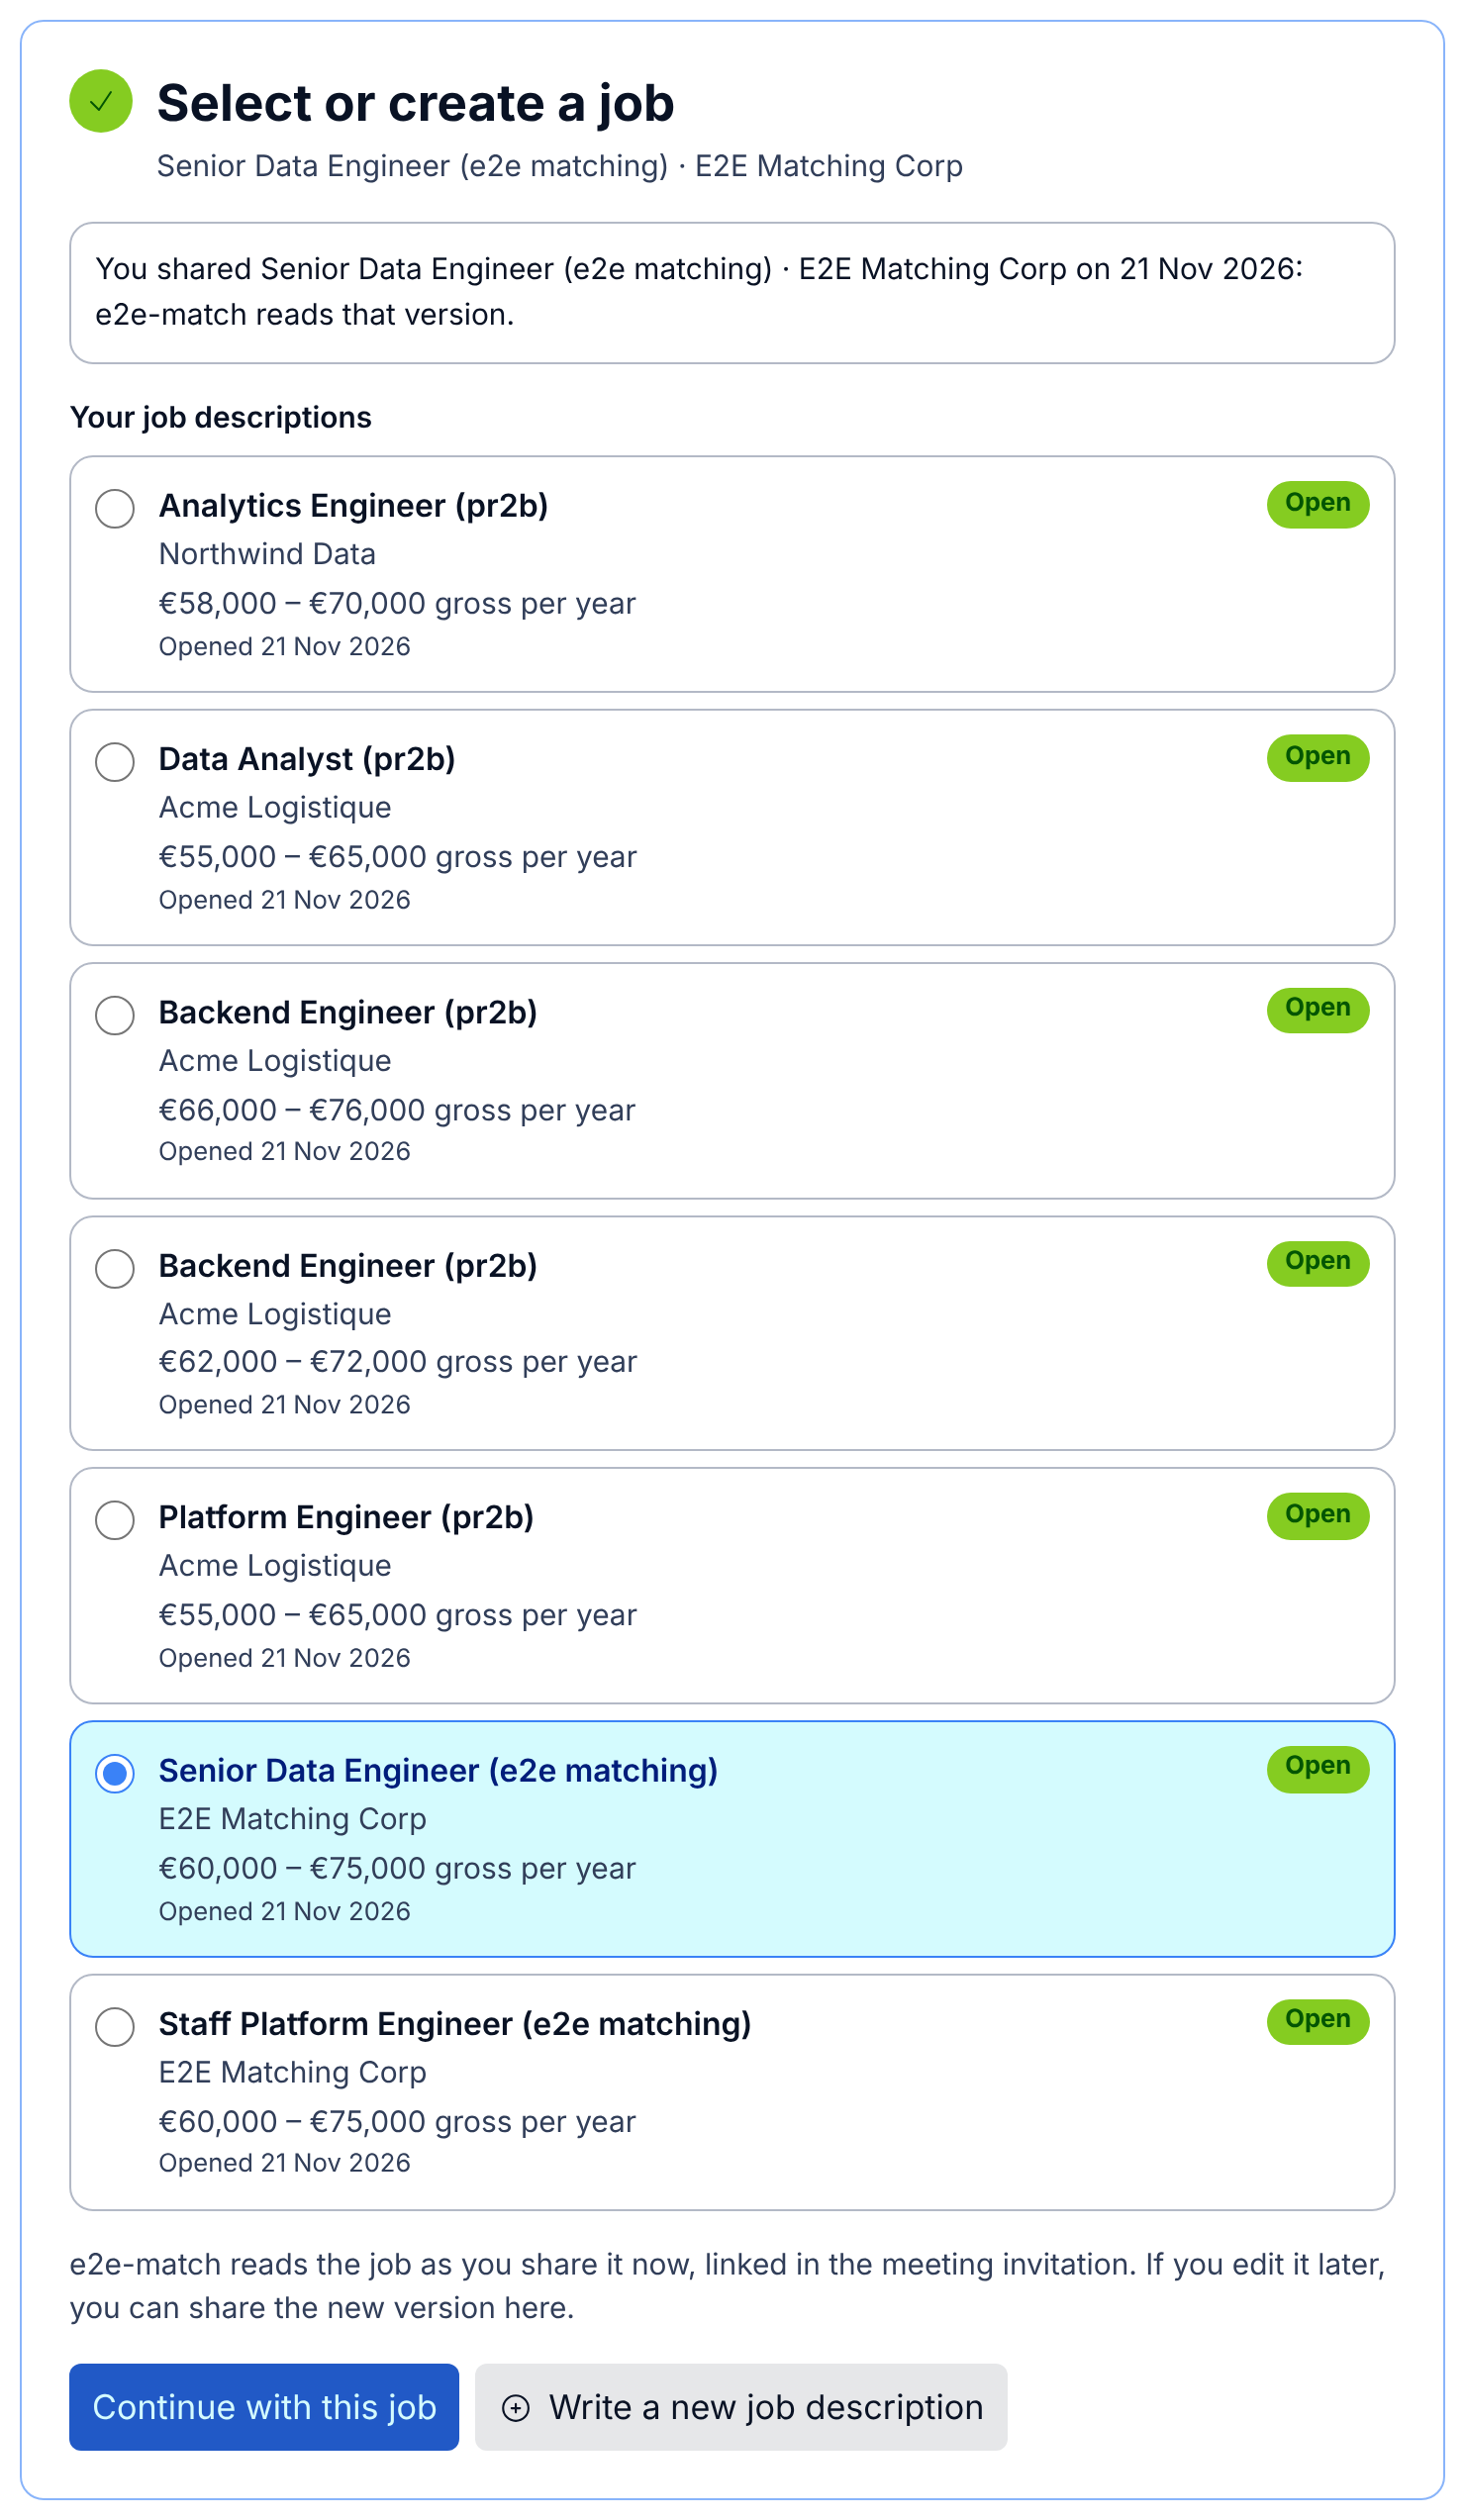 Select or create a job
Senior Data Engineer (e2e matching) · E2E Matching Corp
You shared Senior Data Engineer (e2e matching) · E2E Matching Corp on 21 Nov 2026:
e2e-match reads that version.
Your job descriptions
Analytics Engineer (pr2b)
Open
Northwind Data
€58,000 – €70,000 gross per year
Opened 21 Nov 2026
Data Analyst (pr2b)
Open
Acme Logistique
€55,000 – €65,000 gross per year
Opened 21 Nov 2026
Backend Engineer (pr2b)
Open
Acme Logistique
€66,000 – €76,000 gross per year
Opened 21 Nov 2026
Backend Engineer (pr2b)
Open
Acme Logistique
€62,000 – €72,000 gross per year
Opened 21 Nov 2026
Platform Engineer (pr2b)
Open
Acme Logistique
€55,000 – €65,000 gross per year
Opened 21 Nov 2026
Senior Data Engineer (e2e matching)
Open
E2E Matching Corp
€60,000 – €75,000 gross per year
Opened 21 Nov 2026
Staff Platform Engineer (e2e matching)
Open
E2E Matching Corp
€60,000 – €75,000 gross per year
Opened 21 Nov 2026
e2e-match reads the job as you share it now, linked in the meeting invitation. If you edit it later,
you can share the new version here.
Continue with this job
Write a new job description